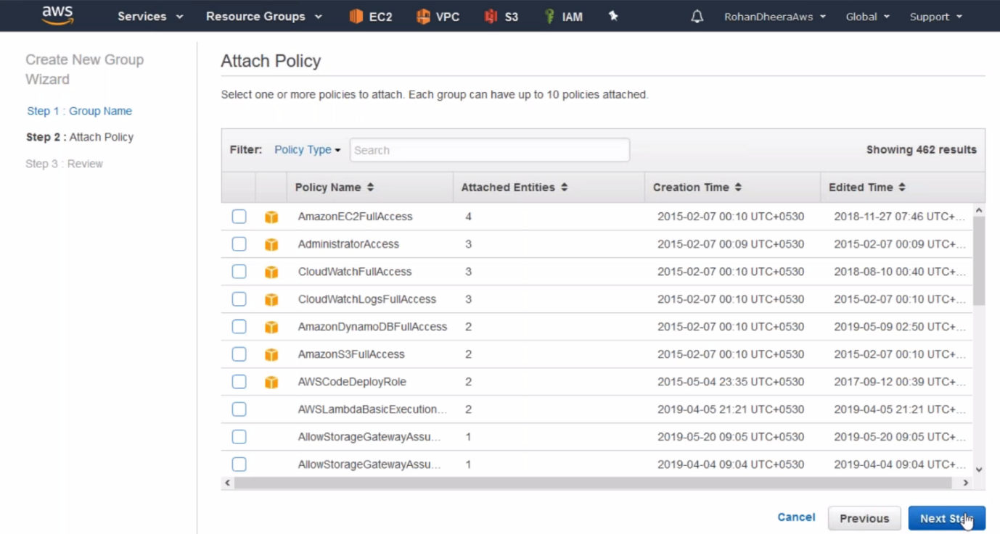 aws Services Resource Groups EC2 VPC S3 IAM RohanDheeraAws Global Support
Create New Group
Wizard
Step 1 : Group Name
Step 2 : Attach Policy
Step 3 : Review
Attach Policy
Select one or more policies to attach. Each group can have up to 10 policies attached.
Filter: Policy Type Search Showing 462 results
Policy Name Attached Entities Creation Time Edited Time
AmazonEC2FullAccess 4 2015-02-07 00:10 UTC+0530 2018-11-27 07:46 UTC+...
AdministratorAccess 3 2015-02-07 00:09 UTC+0530 2015-02-07 00:09 UTC+...
CloudWatchFullAccess 3 2015-02-07 00:10 UTC+0530 2018-08-10 00:40 UTC+...
CloudWatchLogsFullAccess 3 2015-02-07 00:10 UTC+0530 2015-02-07 00:10 UTC+...
AmazonDynamoDBFullAccess 2 2015-02-07 00:10 UTC+0530 2019-05-09 02:50 UTC+...
AmazonS3FullAccess 2 2015-02-07 00:10 UTC+0530 2015-02-07 00:10 UTC+...
AWSCodeDeployRole 2 2015-05-04 23:35 UTC+0530 2017-09-12 00:39 UTC+...
AWSLambdaBasicExecution... 2 2019-04-05 21:21 UTC+0530 2019-04-05 21:21 UTC+...
AllowStorageGatewayAssu... 1 2019-05-20 09:05 UTC+0530 2019-05-20 09:05 UTC+...
AllowStorageGatewayAssu... 1 2019-04-04 09:04 UTC+0530 2019-04-04 09:04 UTC+...
Cancel Previous Next Step